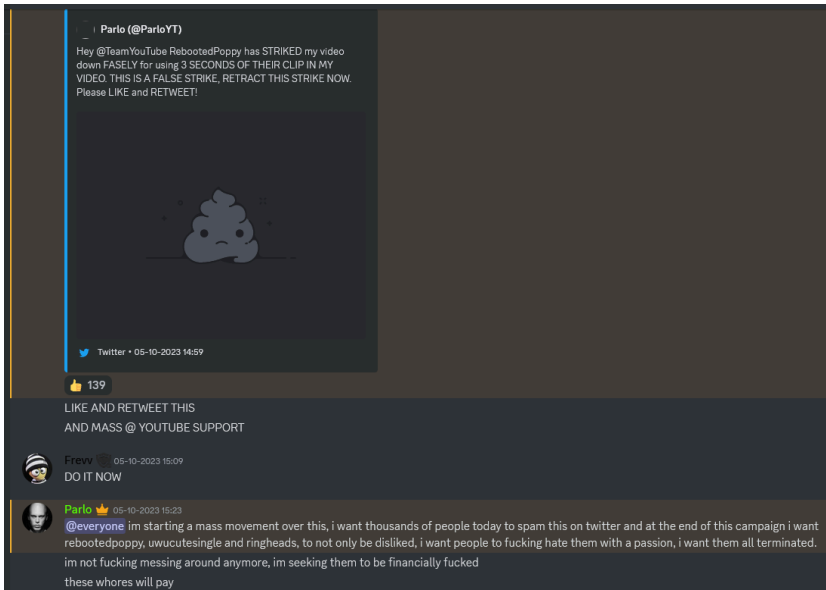 Parlo (@ParloYT)
Hey @TeamYouTube RebootedPoppy has STRIKED my video
down FASELY for using 3 SECONDS OF THEIR CLIP IN MY
VIDEO. THIS IS A FALSE STRIKE, RETRACT THIS STRIKE NOW.
Please LIKE and RETWEET!
Twitter • 05-10-2023 14:59
139
LIKE AND RETWEET THIS
AND MASS @ YOUTUBE SUPPORT
Frevv 05-10-2023 15:09
DO IT NOW
Parlo 05-10-2023 15:23
@everyone im starting a mass movement over this, i want thousands of people today to spam this on twitter and at the end of this campaign i want
rebootedpoppy, uwucutesingle and ringheads, to not only be disliked, i want people to fucking hate them with a passion, i want them all terminated.
im not fucking messing around anymore, im seeking them to be financially fucked
these whores will pay